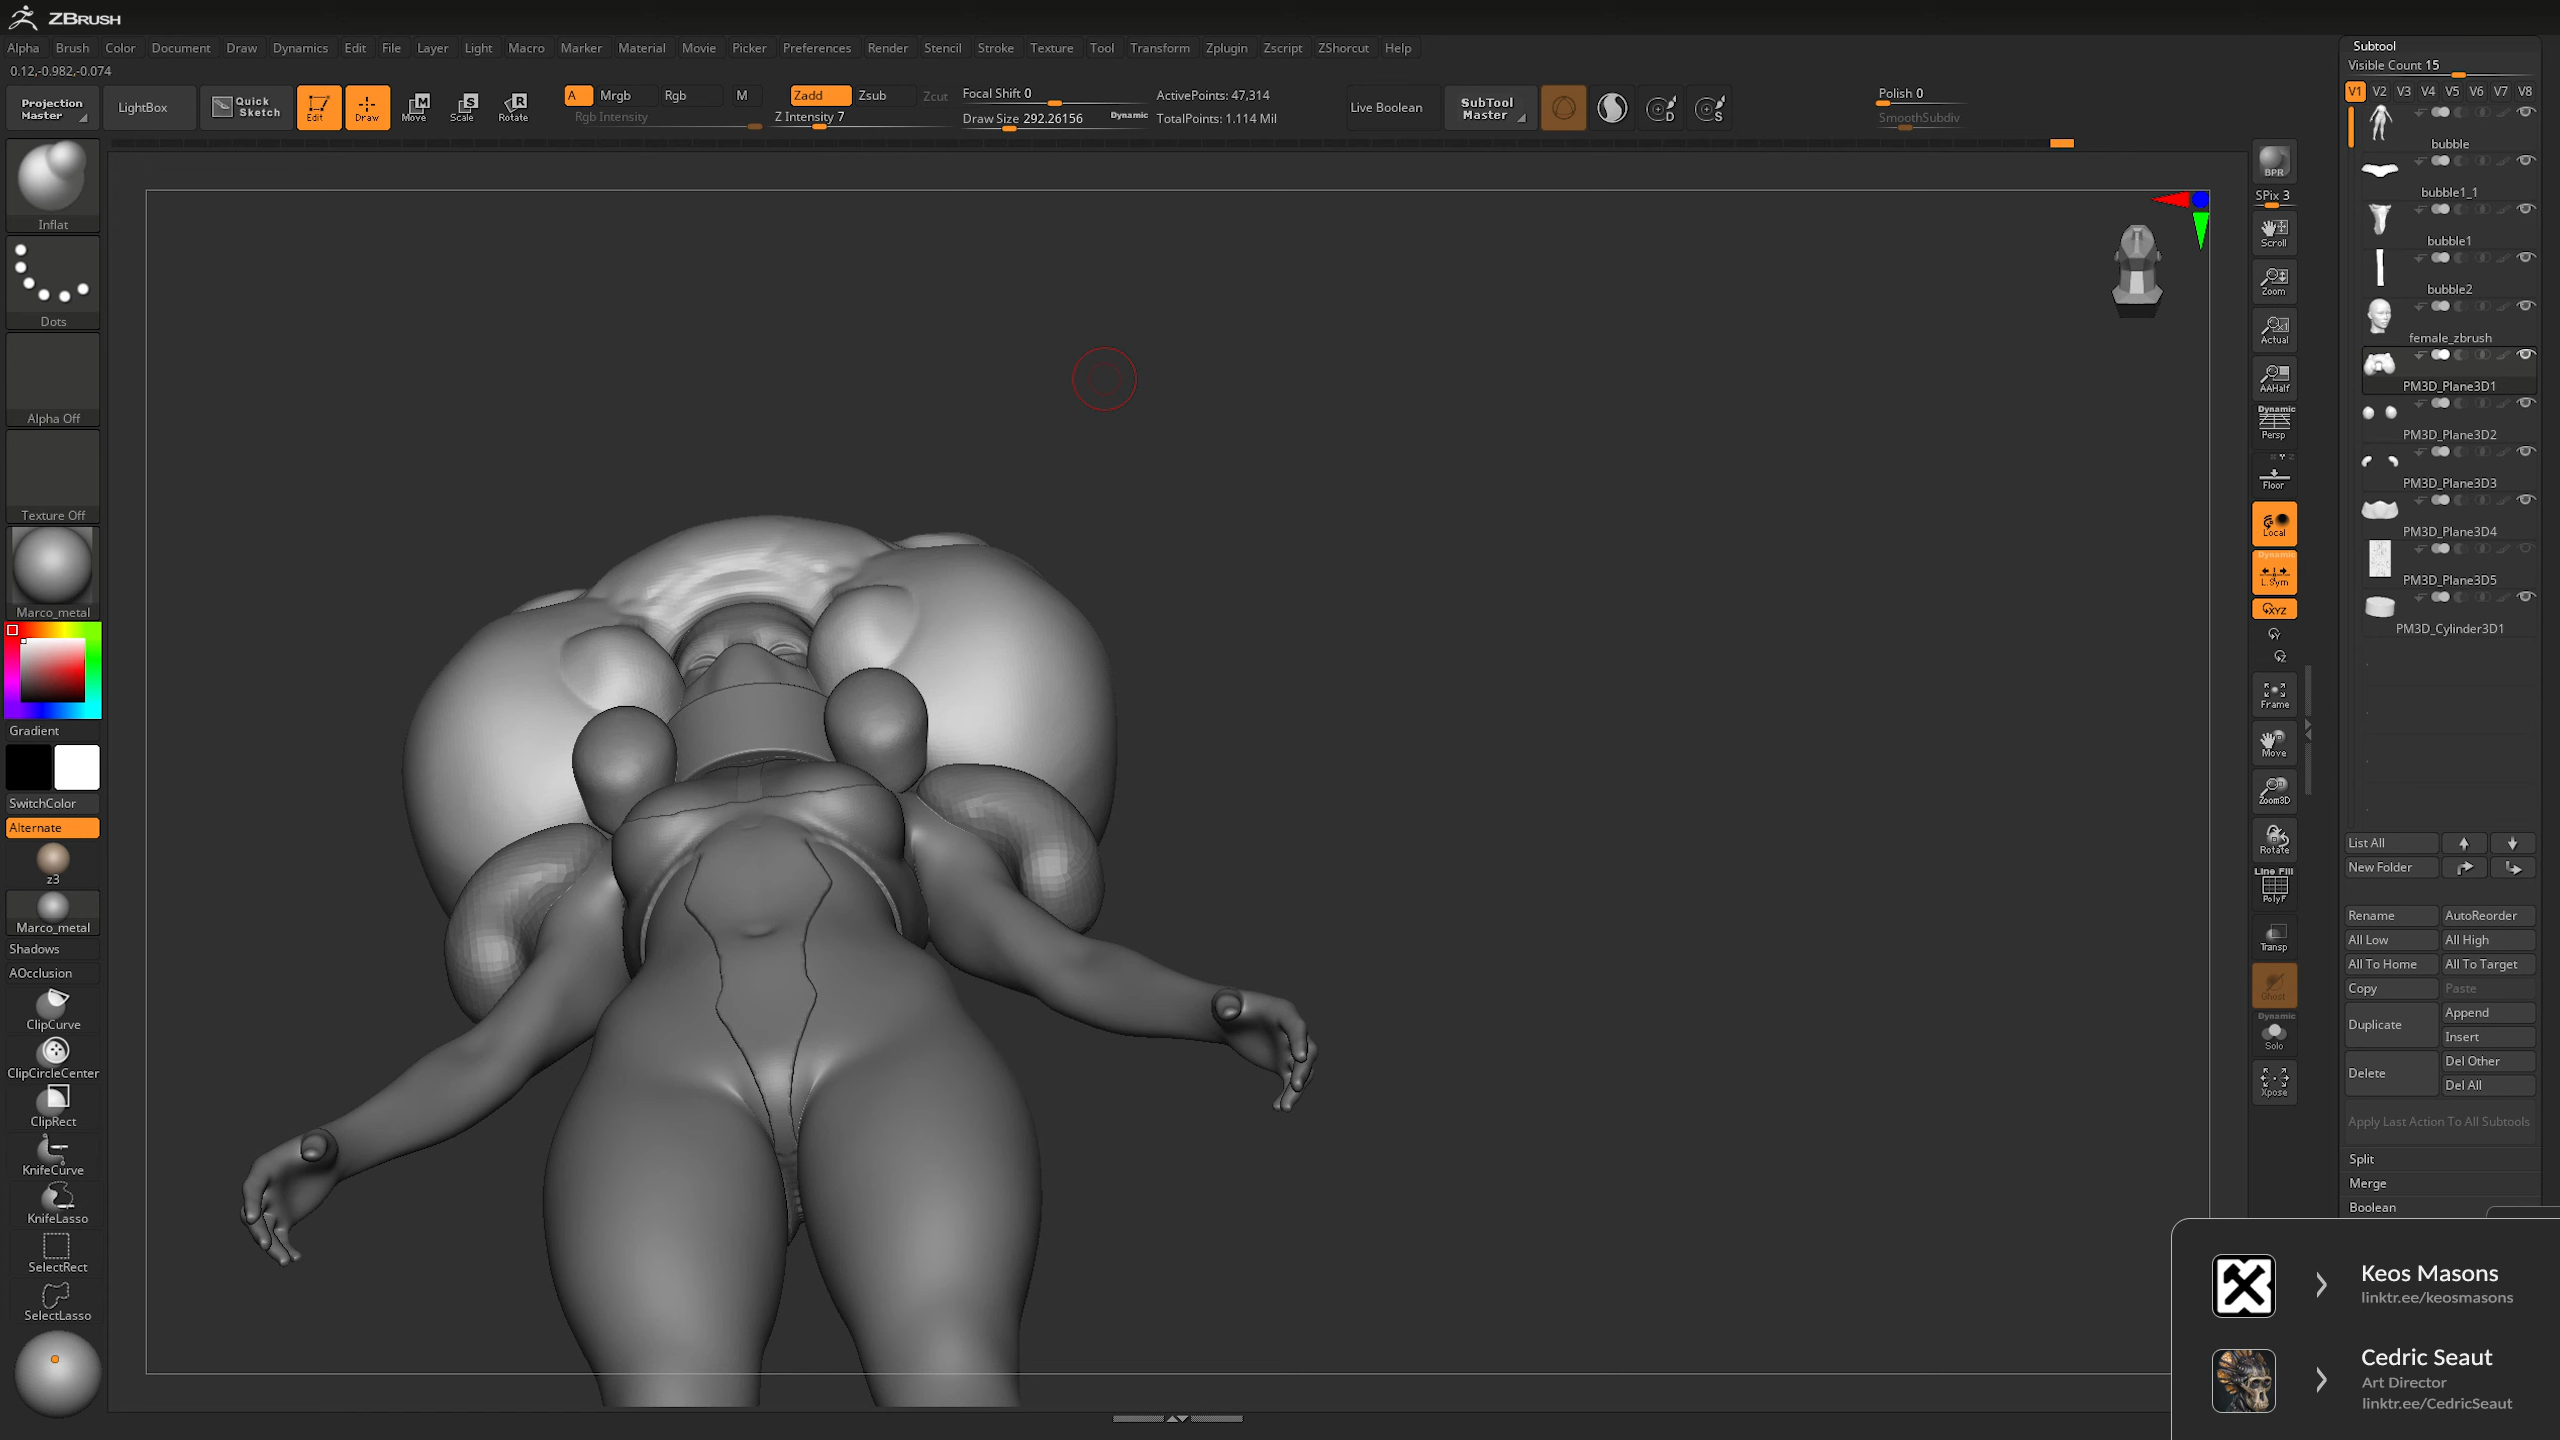 ZBRUSH
Alpha Brush Color Document Draw Dynamics Edit File Layer Light Macro Marker Material Movie Picker Preferences Render Stencil Stroke Texture Tool Transform Zplugin Zscript ZShorcut Help
0.12,-0.982,-0.074
Projection Master
LightBox
Quick Sketch
Edit
Draw
Move
Scale
Rotate
A Mrgb Rgb M
Rgb Intensity
Zadd Zsub Zcut
Z Intensity 7
Focal Shift 0
Draw Size 292.26156 Dynamic
ActivePoints: 47,314
TotalPoints: 1.114 Mil
Live Boolean
SubTool Master
Polish 0
SmoothSubdiv
Inflat
Dots
Alpha Off
Texture Off
Marco_metal
Gradient
SwitchColor
Alternate
z3
Marco_metal
Shadows
AOcclusion
ClipCurve
ClipCircleCenter
ClipRect
KnifeCurve
KnifeLasso
SelectRect
SelectLasso
BPR
SPix 3
Scroll
Zoom
Actual
AAHalf
Dynamic
Persp
Floor
Local
Dynamic
L.Sym
XYZ
Frame
Move
Zoom3D
Rotate
Line Fill
PolyF
Transp
Ghost
Dynamic
Solo
Xpose
Subtool
Visible Count 15
V1 V2 V3 V4 V5 V6 V7 V8
bubble
bubble1_1
bubble1
bubble2
female_zbrush
PM3D_Plane3D1
PM3D_Plane3D2
PM3D_Plane3D3
PM3D_Plane3D4
PM3D_Plane3D5
PM3D_Cylinder3D1
List All
New Folder
Rename AutoReorder
All Low All High
All To Home All To Target
Copy Paste
Duplicate Append
Insert
Delete Del Other
Del All
Apply Last Action To All Subtools
Split
Merge
Boolean
Keos Masons
linktr.ee/keosmasons
Cedric Seaut
Art Director
linktr.ee/CedricSeaut